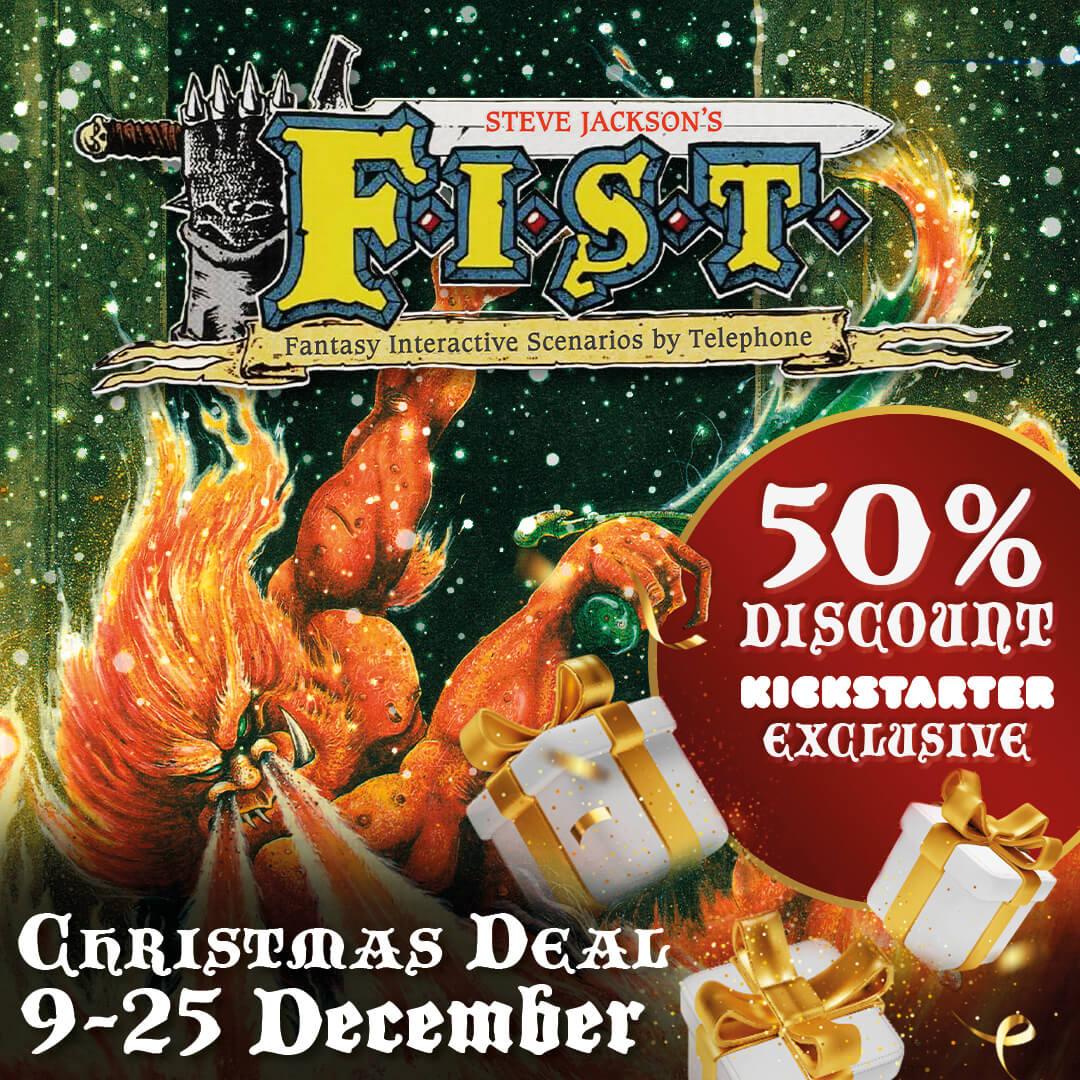 STEVE JACKSON'S
F·I·S·T·
Fantasy Interactive Scenarios by Telephone
50%
DISCOUNT
KICKSTARTER
EXCLUSIVE
CHRISTMAS DEAL
9-25 December
e